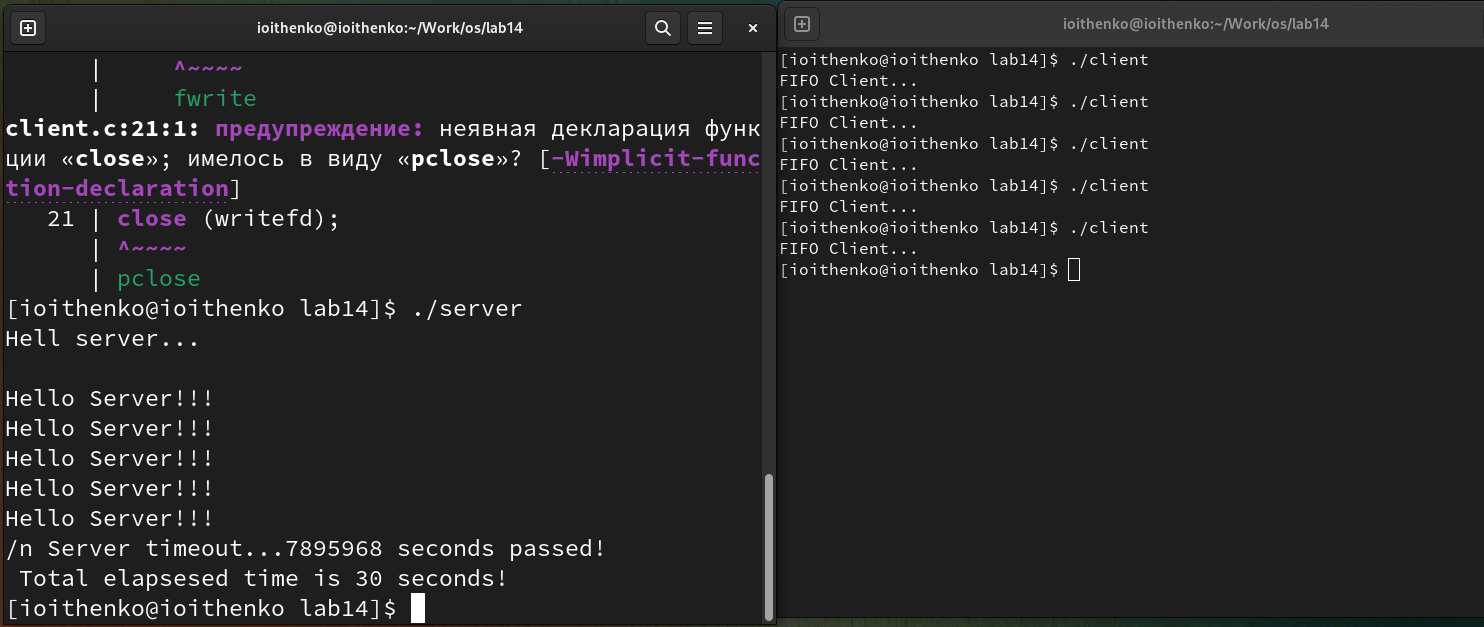 ioithenko@ioithenko:~/Work/os/lab14
| ^~~~~
| fwrite
client.c:21:1: предупреждение: неявная декларация функ
ции «close»; имелось в виду «pclose»? [-Wimplicit-func
tion-declaration]
21 | close (writefd);
| ^~~~~
| pclose
[ioithenko@ioithenko lab14]$ ./server
Hell server...
Hello Server!!!
Hello Server!!!
Hello Server!!!
Hello Server!!!
Hello Server!!!
/n Server timeout...7895968 seconds passed!
Total elapsesed time is 30 seconds!
[ioithenko@ioithenko lab14]$
ioithenko@ioithenko:~/Work/os/lab14
[ioithenko@ioithenko lab14]$ ./client
FIFO Client...
[ioithenko@ioithenko lab14]$ ./client
FIFO Client...
[ioithenko@ioithenko lab14]$ ./client
FIFO Client...
[ioithenko@ioithenko lab14]$ ./client
FIFO Client...
[ioithenko@ioithenko lab14]$ ./client
FIFO Client...
[ioithenko@ioithenko lab14]$